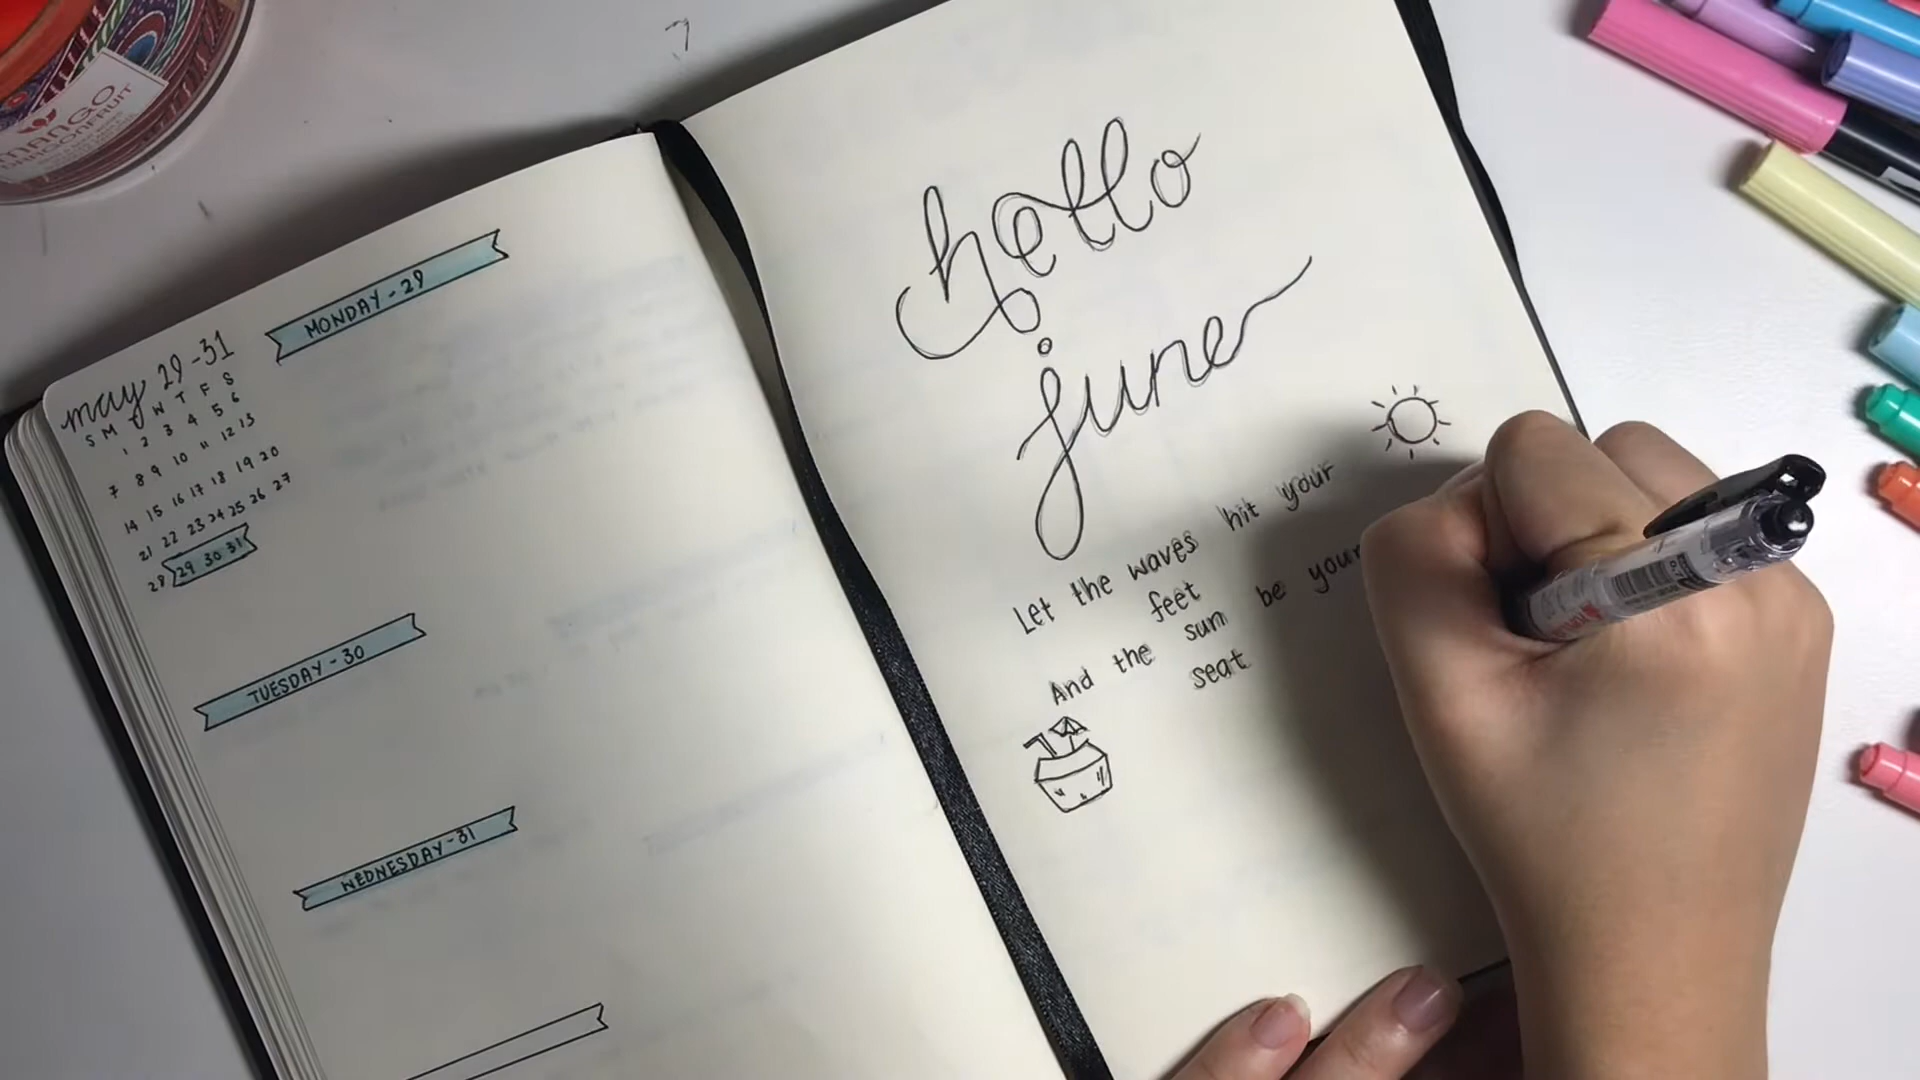 MANGO
DRAGONFRUIT
may 29-31
S M T W T F S
1 2 3 4 5 6
7 8 9 10 11 12 13
14 15 16 17 18 19 20
21 22 23 24 25 26 27
28 29 30 31
MONDAY - 29
TUESDAY - 30
WEDNESDAY - 31
hello
june
Let the waves hit your
feet
And the sun be your
seat